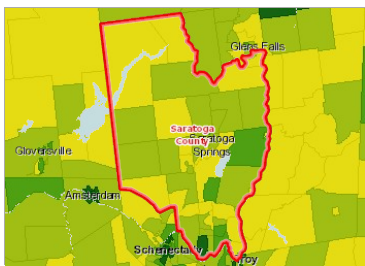 Glens Falls
Saratoga
County
Saratoga
Springs
Gloversville
Amsterdam
Schenectady
Troy